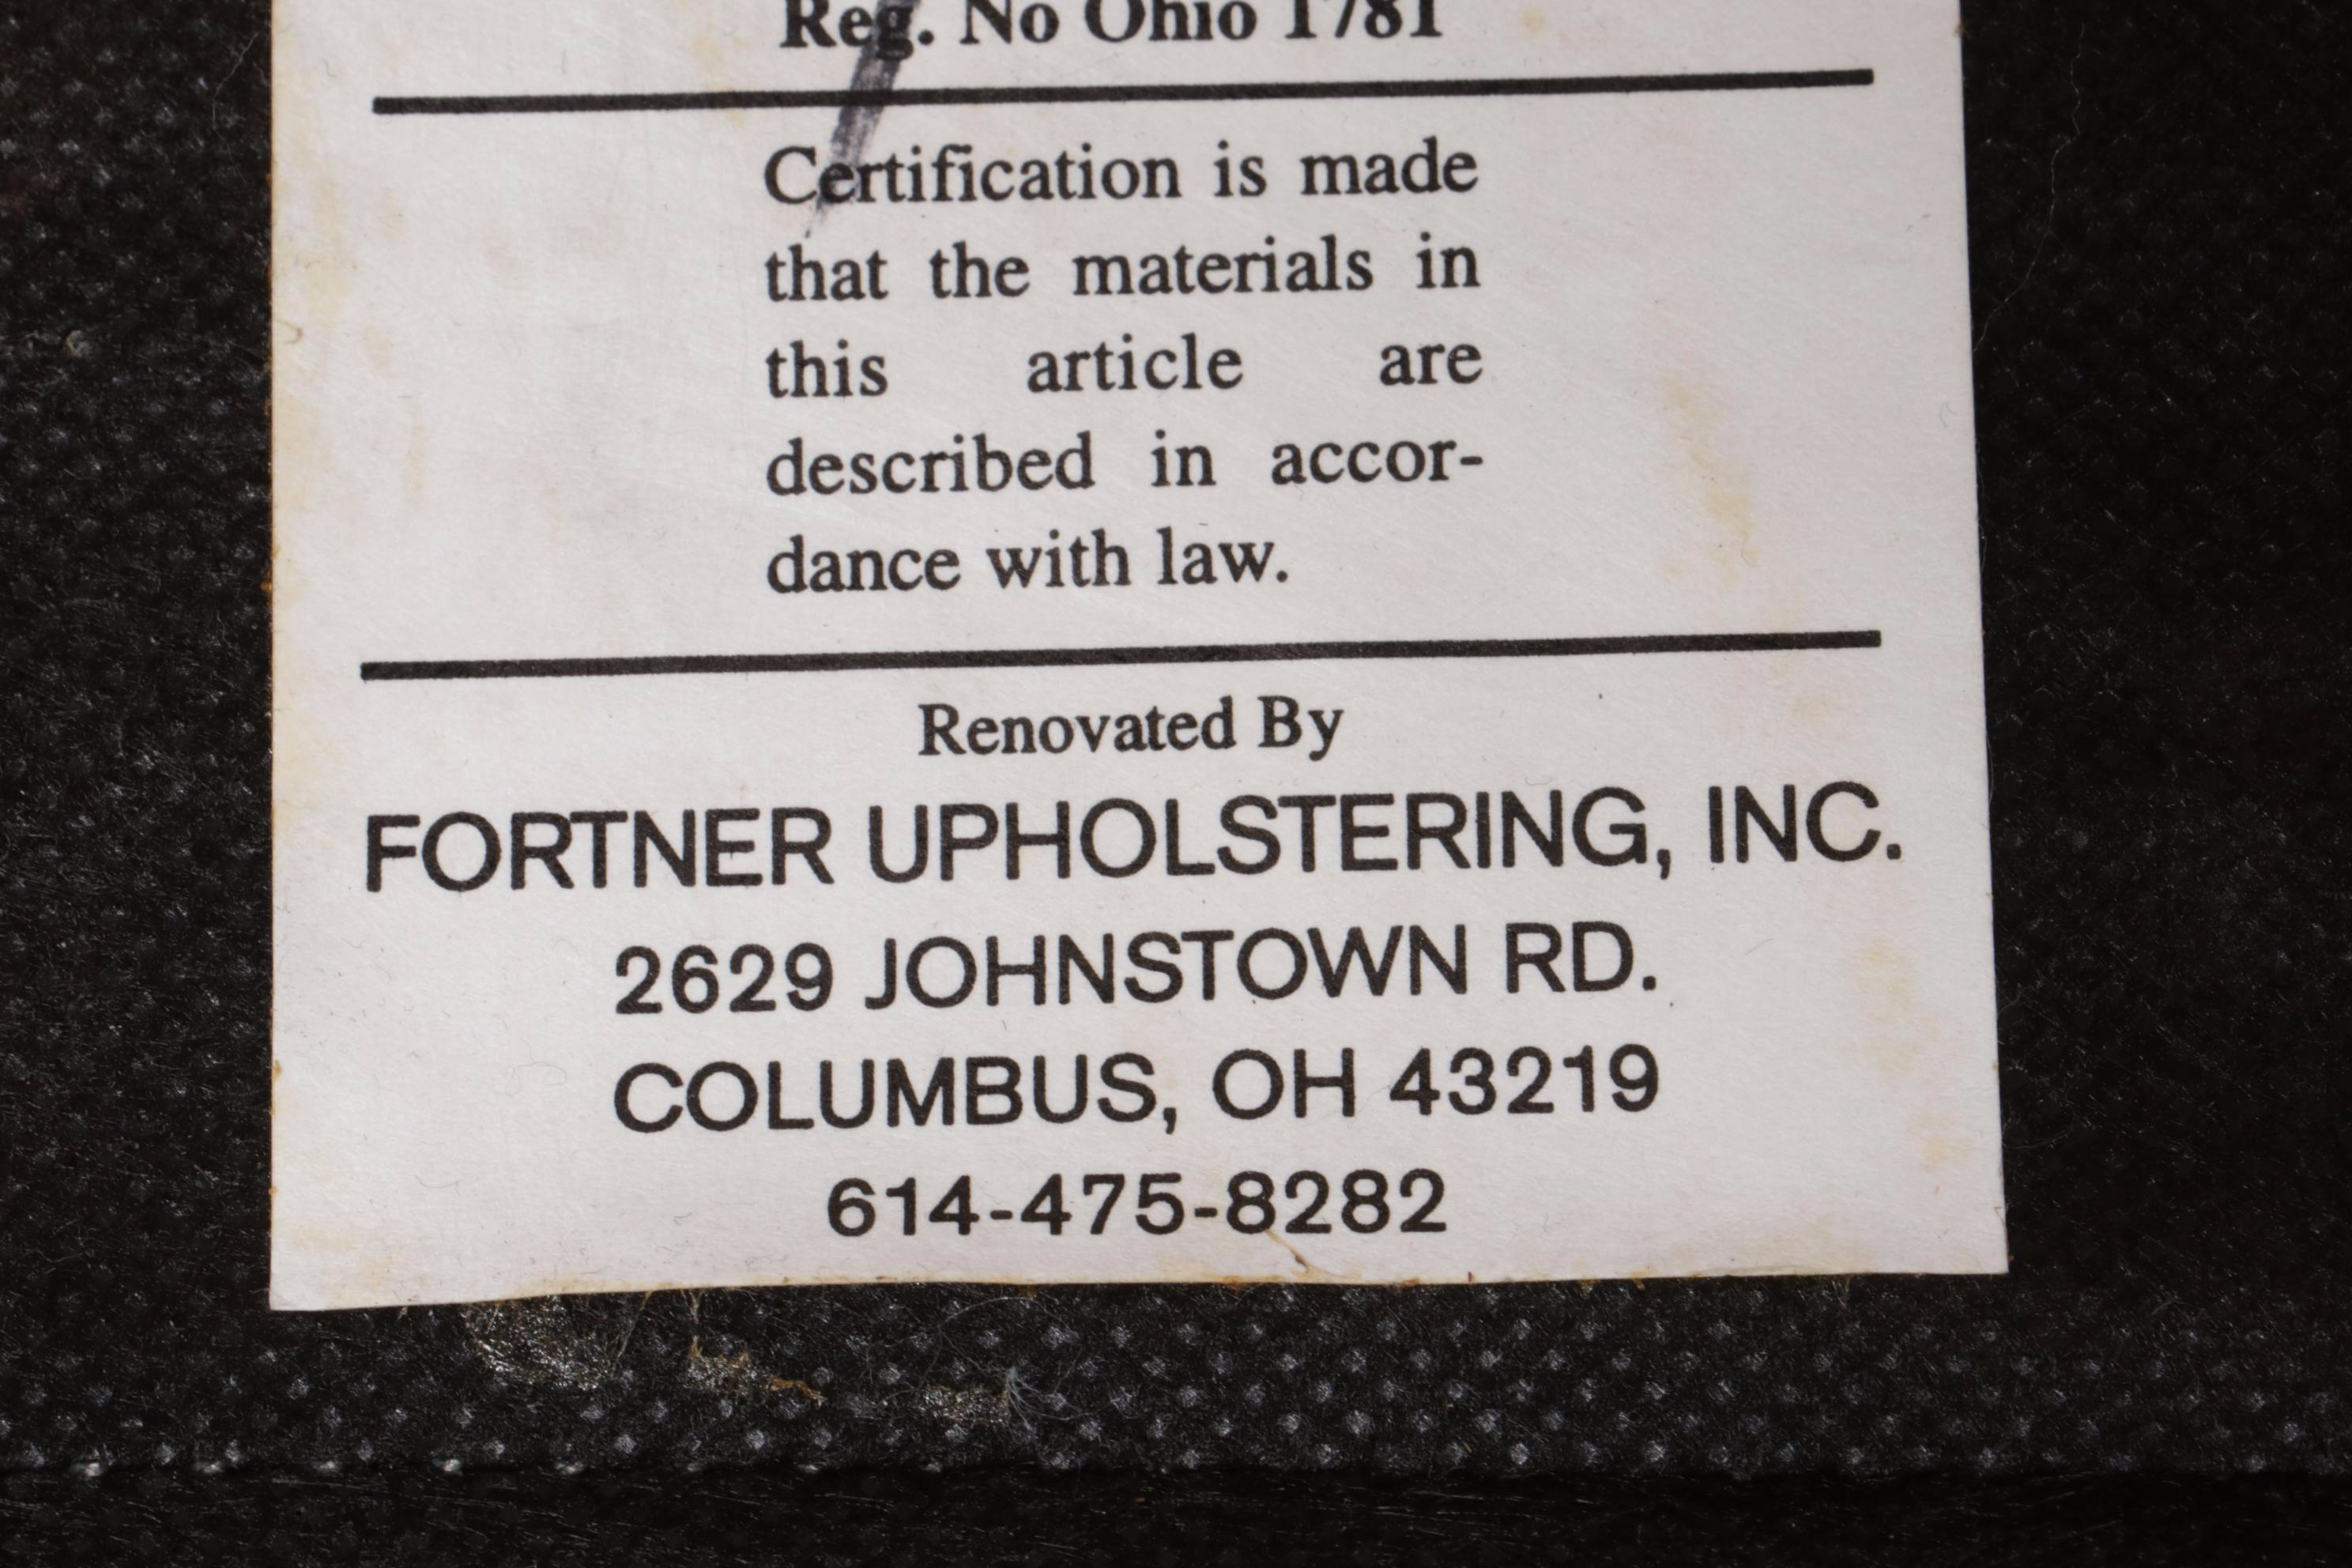 Reg. No Ohio 1781
Certification is made
that the materials in
this article are
described in accor-
dance with law.
Renovated By
FORTNER UPHOLSTERING, INC.
2629 JOHNSTOWN RD.
COLUMBUS, OH 43219
614-475-8282